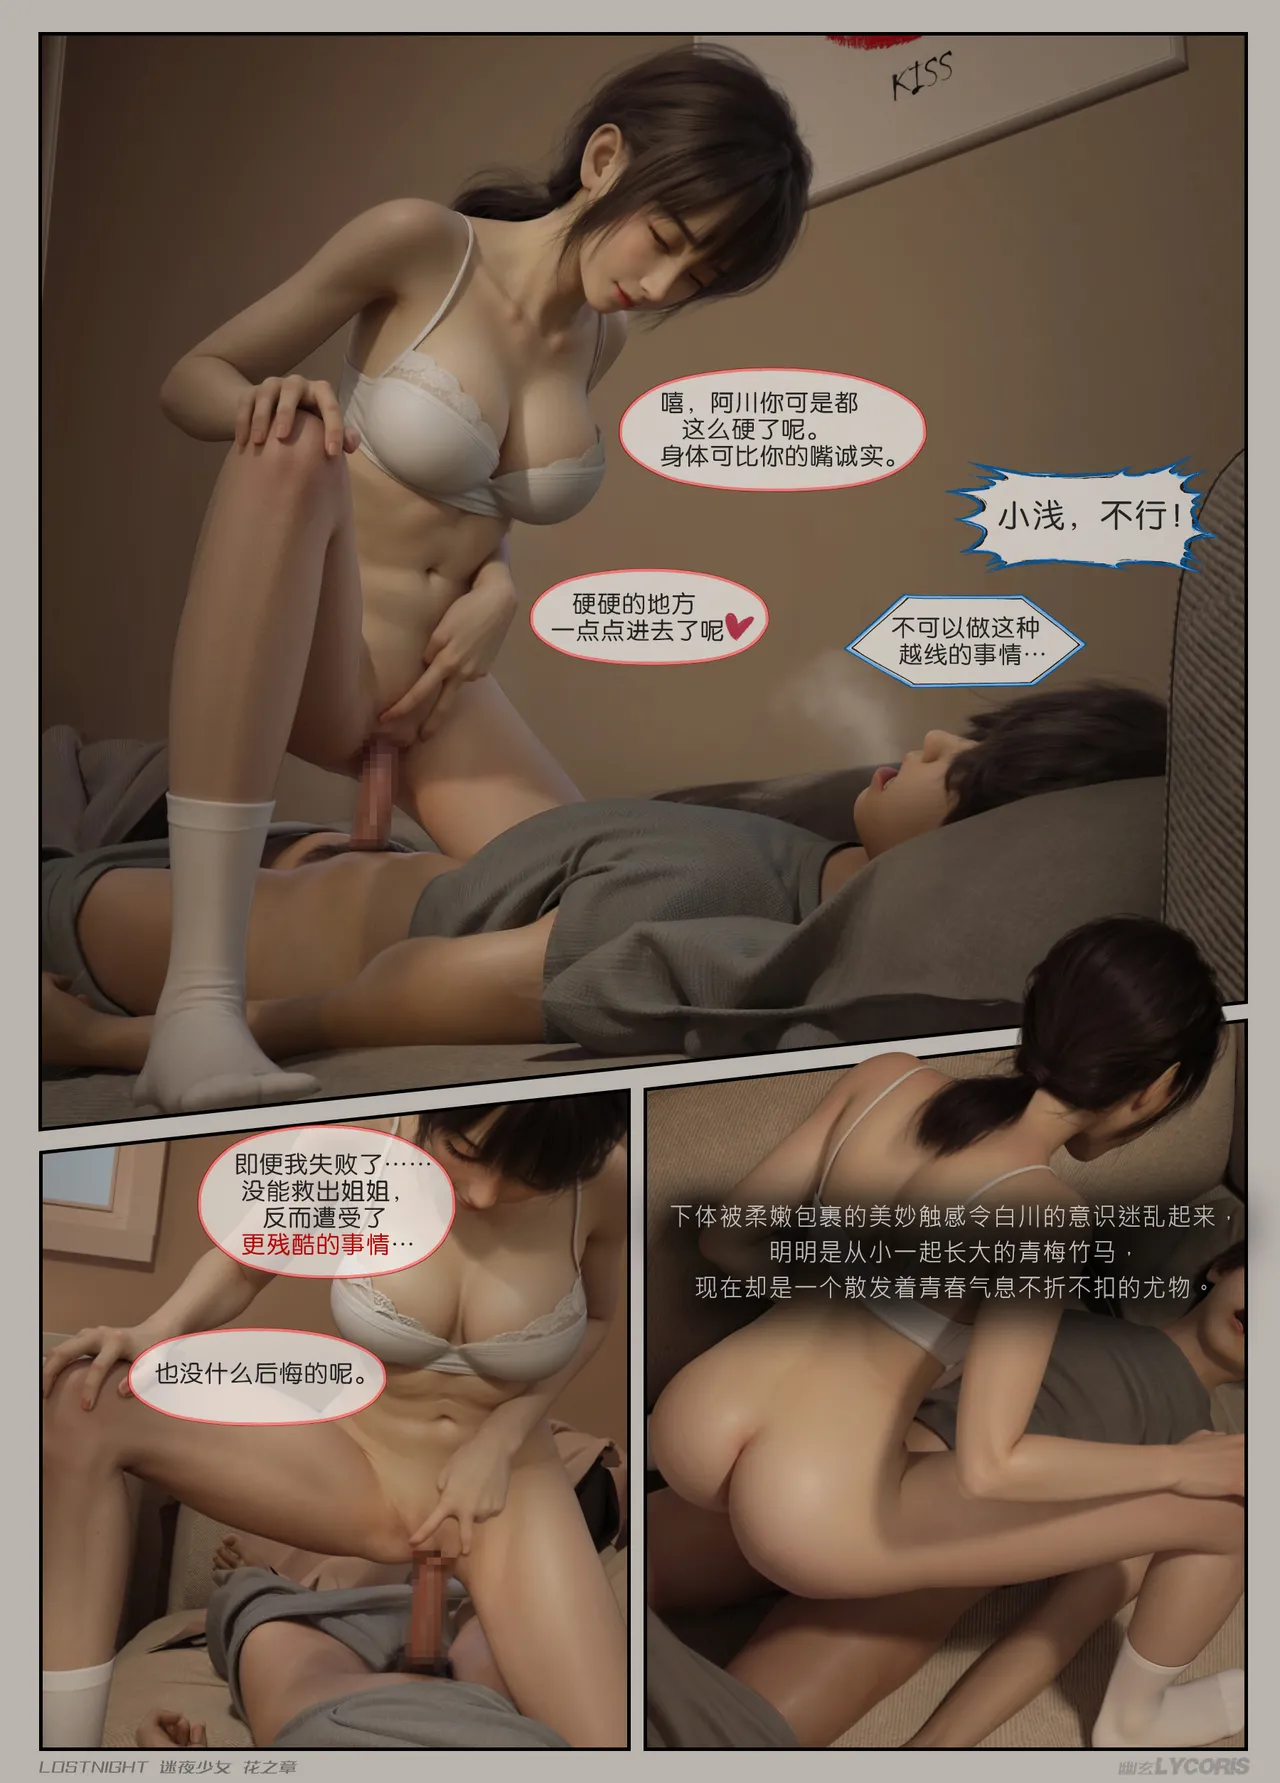 KISS
嘻，阿川你可是都
这么硬了呢。
身体可比你的嘴诚实。
小浅，不行！
硬硬的地方
一点点进去了呢
不可以做这种
越线的事情…
即便我失败了……
没能救出姐姐，
反而遭受了
更残酷的事情…
也没什么后悔的呢。
下体被柔嫩包裹的美妙触感令白川的意识迷乱起来，
明明是从小一起长大的青梅竹马，
现在却是一个散发着青春气息不折不扣的尤物。
LOSTNIGHT 迷夜少女 花之章
幽玄LYCORIS